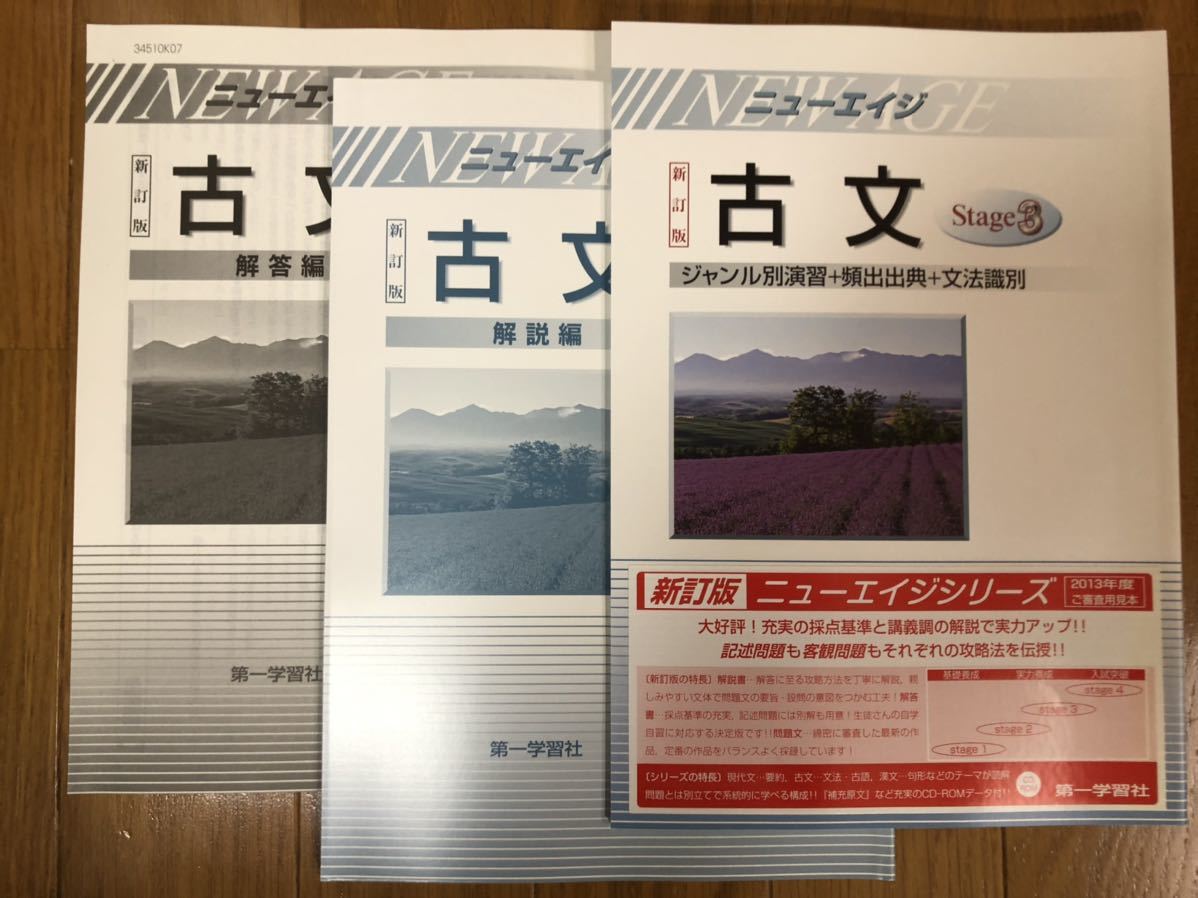 34510K07
NEW AGE
ニューエイ
新訂版
古文
解答編
第一学習社
NEW A
ニューエイ
新訂版
古文
解説編
第一学習社
NEW AGE
ニューエイジ
新訂版
古文
Stage3
ジャンル別演習+頻出出典+文法識別
新訂版 ニューエイジシリーズ
2013年度
ご審査用見本
大好評！充実の採点基準と講義調の解説で実力アップ!!
記述問題も客観問題もそれぞれの攻略法を伝授!!
〔新訂版の特長〕解説書…解答に至る攻略方法を丁寧に解説、親
しみやすい文体で問題文の要旨・設問の意図をつかむ工夫！解答
書…採点基準の充実、記述問題には別解も用意！生徒さんの自学
自習に対応する決定版です!!問題文…綿密に審査した最新の作
品、定番の作品をバランスよく採録しています！
基礎養成 実力養成 入試突破
stage 4
stage 3
stage 2
stage 1
〔シリーズの特長〕現代文…要約、古文…文法・古語、漢文…句形などのテーマが読解
問題とは別立てで系統的に学べる構成!!『補充原文』など充実のCD-ROMデータ付!!
CD-ROM
第一学習社